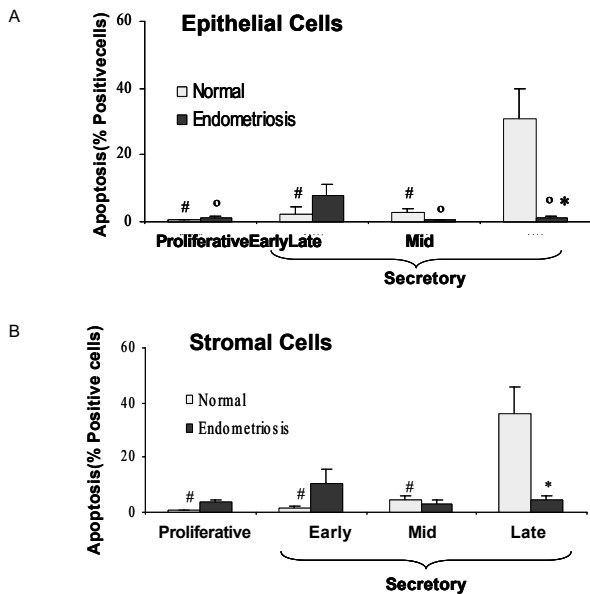 A
Epithelial Cells
Apoptosis(% Positivecells)
60
40
20
0
Normal
Endometriosis
#
o
#
#
o
o *
ProliferativeEarlyLate
Mid
Secretory
B
Stromal Cells
Apoptosis(% Positive cells)
60
40
20
0
Normal
Endometriosis
#
#
#
*
Proliferative
Early
Mid
Late
Secretory